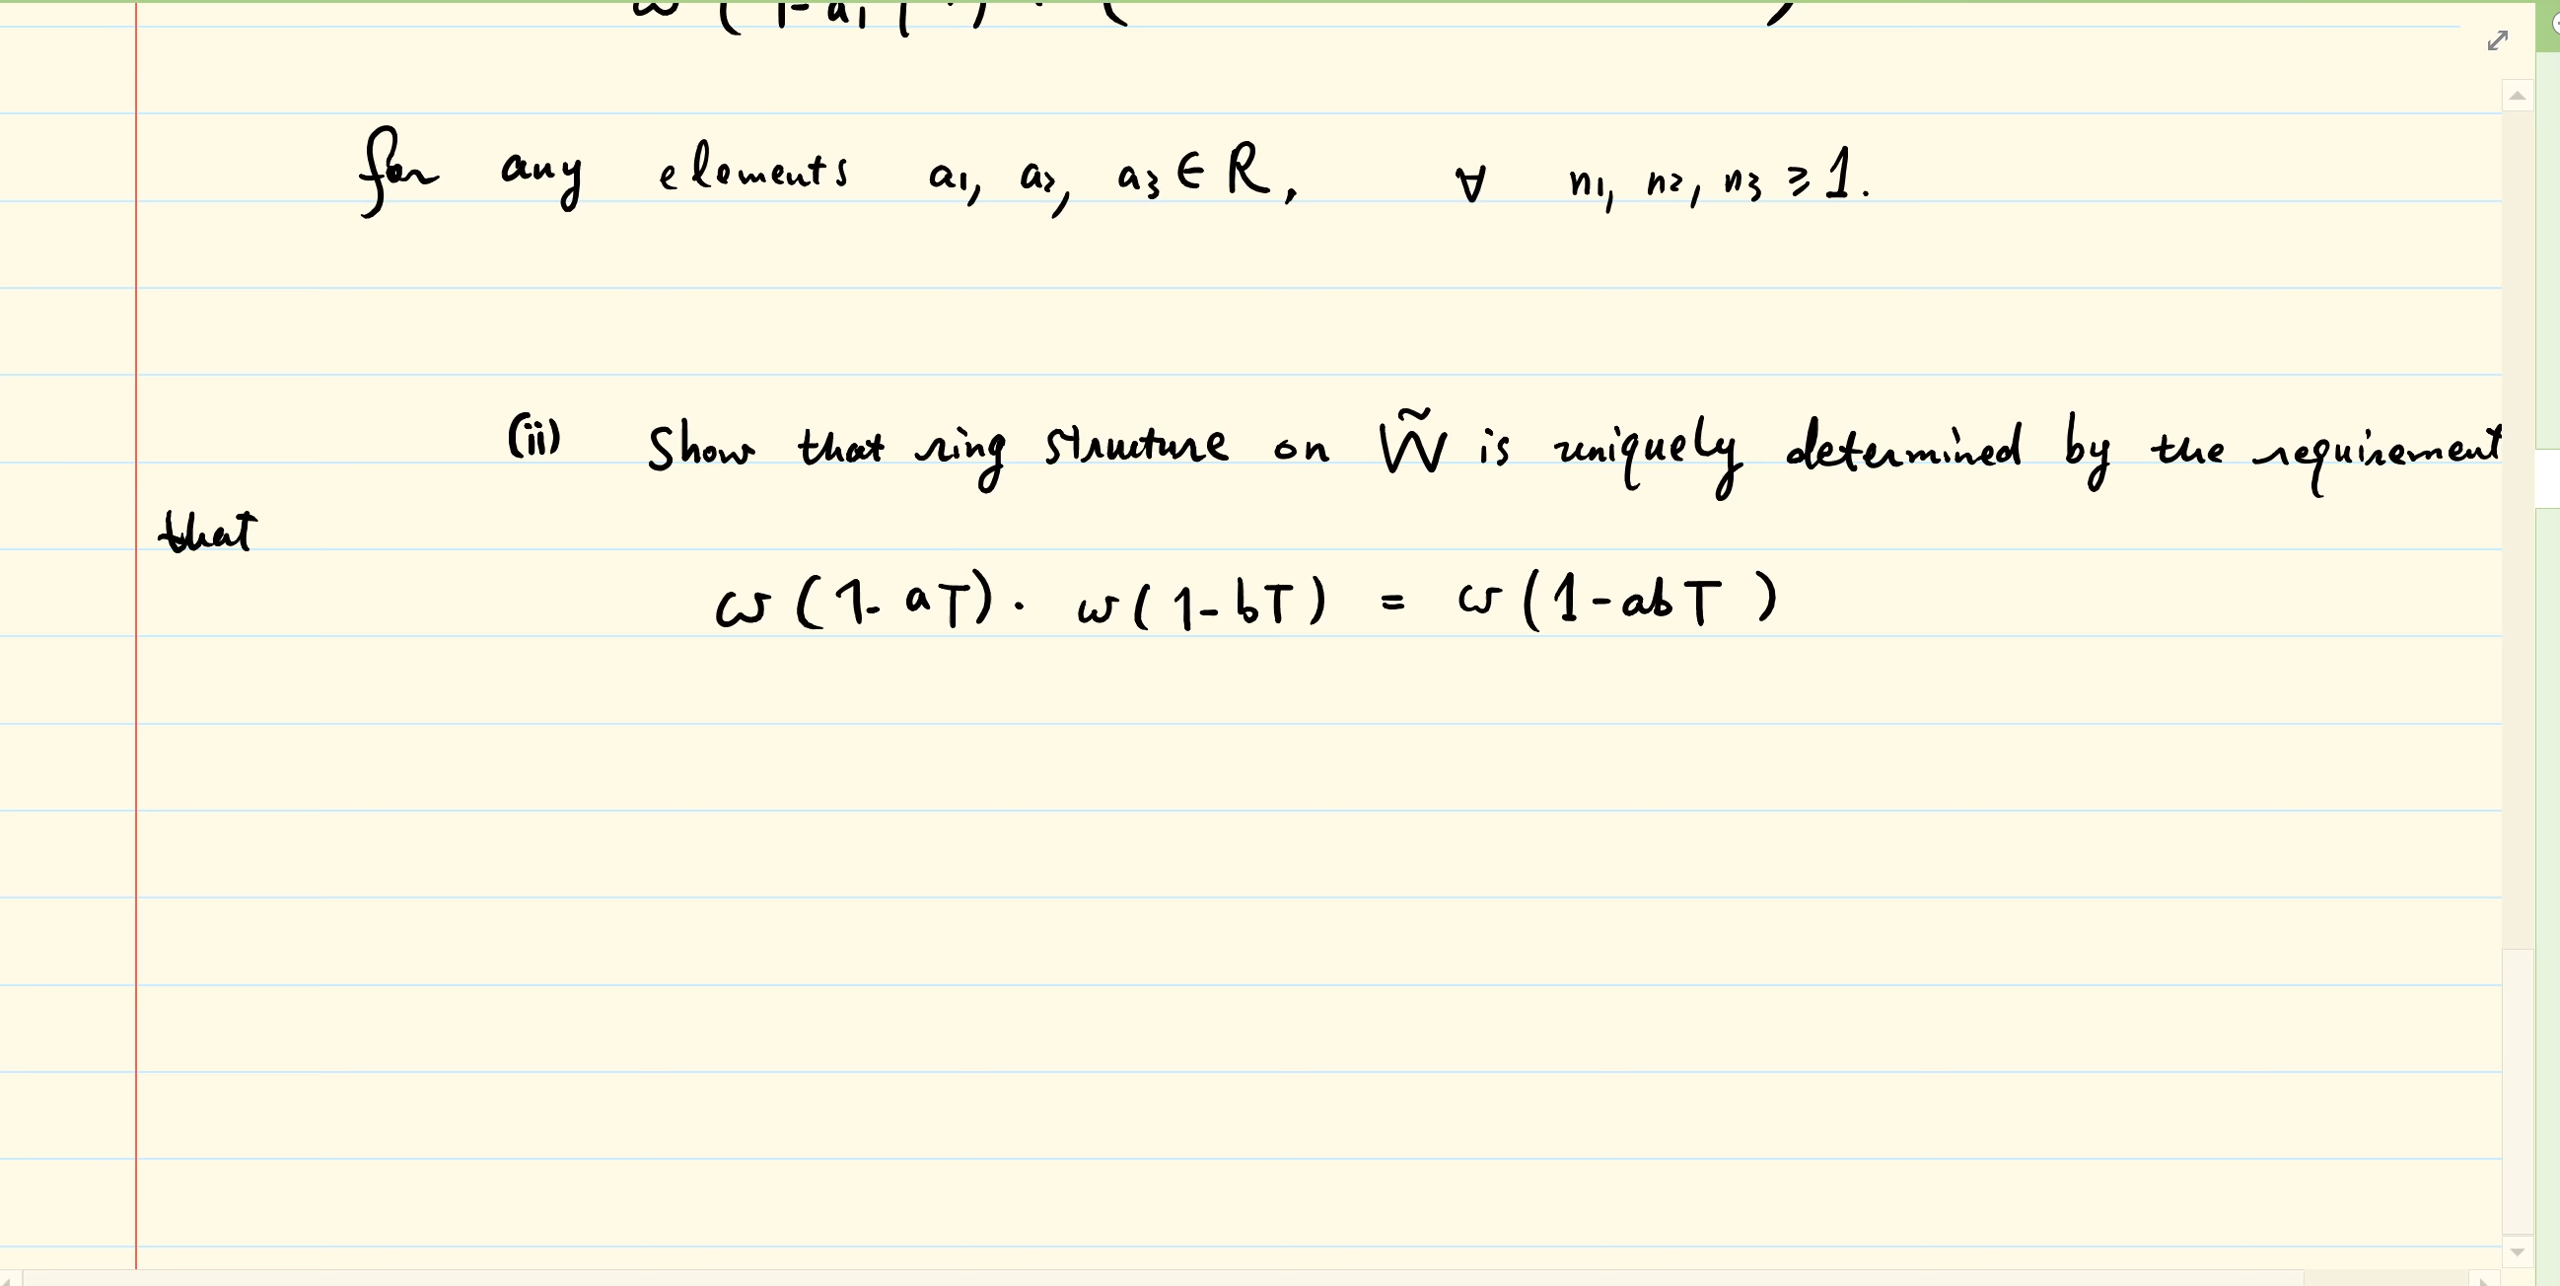 for any elements a₁, a₂, a₃ ∈ R, ∀ n₁, n₂, n₃ ⩾ 1.
(ii) Show that ring structure on W̃ is uniquely determined by the requirement
that
ω(1- aT). ω(1-bT) = ω(1-abT)